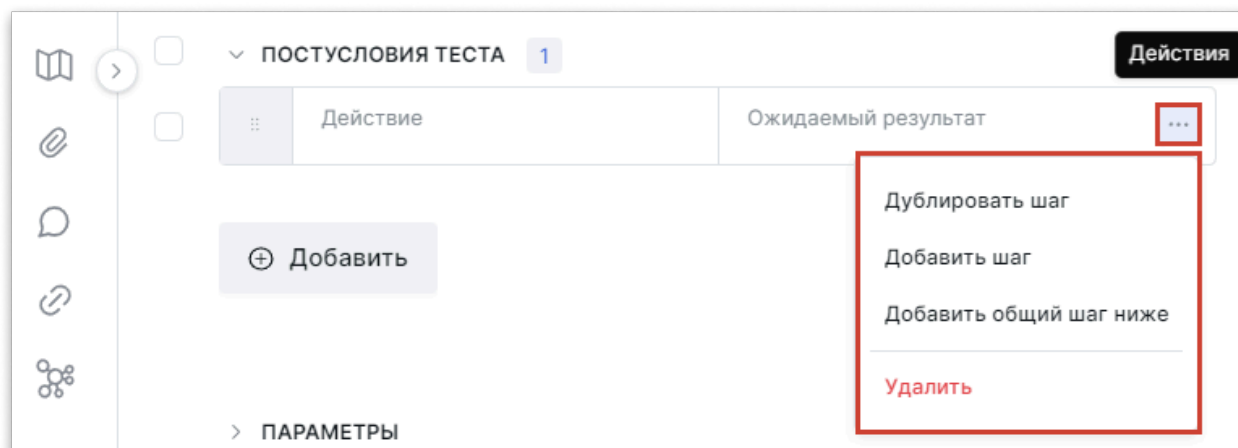 ПОСТУСЛОВИЯ ТЕСТА 1
Действия
Действие
Ожидаемый результат
Дублировать шаг
Добавить шаг
Добавить общий шаг ниже
Удалить
Добавить
ПАРАМЕТРЫ